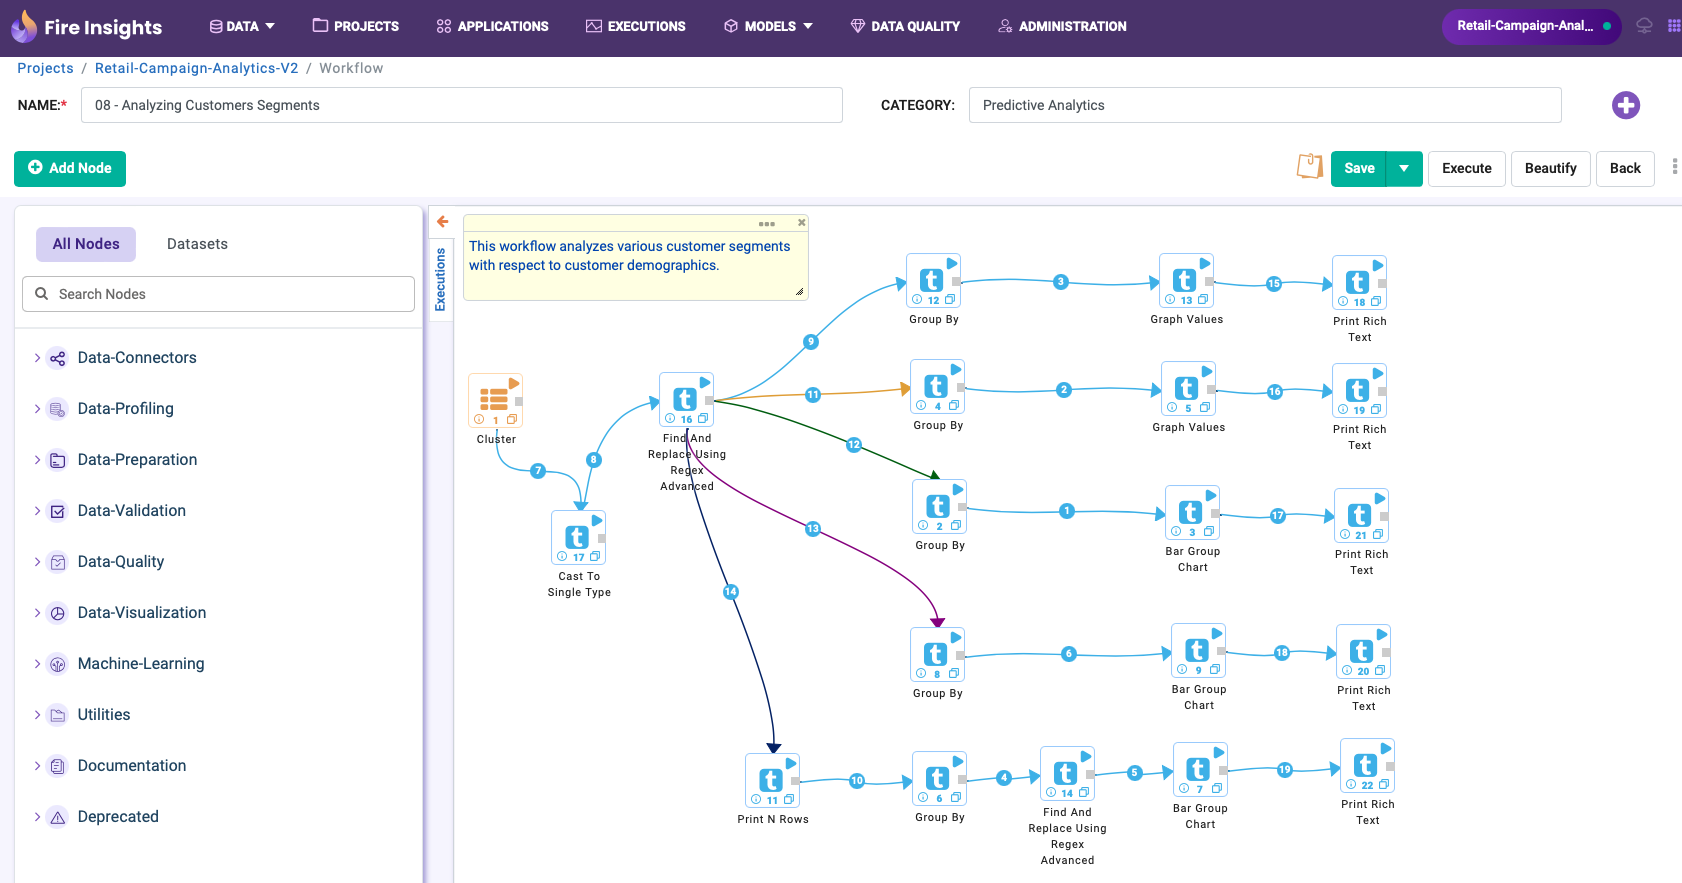 Fire Insights
DATA
PROJECTS
APPLICATIONS
EXECUTIONS
MODELS
DATA QUALITY
ADMINISTRATION
Retail-Campaign-Anal...
Projects / Retail-Campaign-Analytics-V2 / Workflow
NAME:*
08 - Analyzing Customers Segments
CATEGORY:
Predictive Analytics
Add Node
Save
Execute
Beautify
Back
All Nodes
Datasets
Search Nodes
Data-Connectors
Data-Profiling
Data-Preparation
Data-Validation
Data-Quality
Data-Visualization
Machine-Learning
Utilities
Documentation
Deprecated
Executions
This workflow analyzes various customer segments
with respect to customer demographics.
t
12
Group By
3
t
13
Graph Values
15
t
18
Print Rich
Text
9
1
Cluster
7
8
t
17
Cast To
Single Type
t
16
Find And
Replace Using
Regex
Advanced
11
t
4
Group By
2
t
5
Graph Values
16
t
19
Print Rich
Text
12
t
2
Group By
1
t
3
Bar Group
Chart
17
t
21
Print Rich
Text
13
t
8
Group By
6
t
9
Bar Group
Chart
18
t
20
Print Rich
Text
14
t
11
Print N Rows
10
t
6
Group By
4
t
14
Find And
Replace Using
Regex
Advanced
5
t
7
Bar Group
Chart
19
t
22
Print Rich
Text